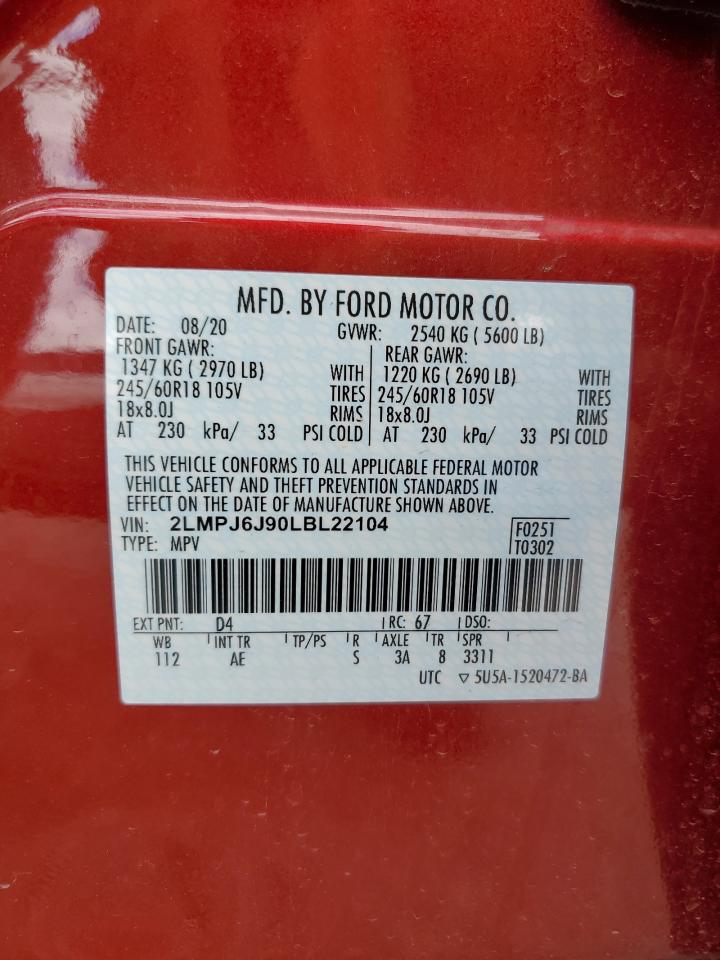 MFD. BY FORD MOTOR CO.
DATE: 08/20 GVWR: 2540 KG ( 5600 LB)
FRONT GAWR: REAR GAWR:
1347 KG ( 2970 LB) WITH 1220 KG ( 2690 LB) WITH
245/60R18 105V TIRES 245/60R18 105V TIRES
18x8.0J RIMS 18x8.0J RIMS
AT 230 kPa/ 33 PSI COLD AT 230 kPa/ 33 PSI COLD
THIS VEHICLE CONFORMS TO ALL APPLICABLE FEDERAL MOTOR
VEHICLE SAFETY AND THEFT PREVENTION STANDARDS IN
EFFECT ON THE DATE OF MANUFACTURE SHOWN ABOVE.
VIN: 2LMPJ6J90LBL22104 F0251
TYPE: MPV T0302
EXT PNT: D4 RC: 67 DSO:
WB INT TR TP/PS R AXLE TR SPR
112 AE S 3A 8 3311
UTC ▽ 5U5A-1520472-BA